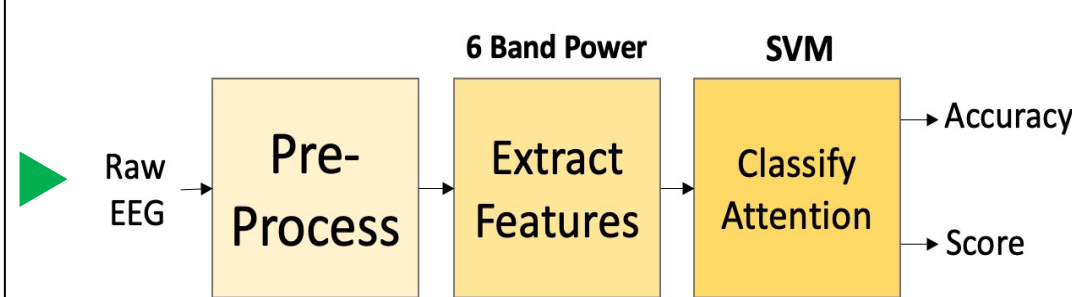 6 Band Power
SVM
Raw
EEG
Pre-
Process
Extract
Features
Classify
Attention
Accuracy
Score